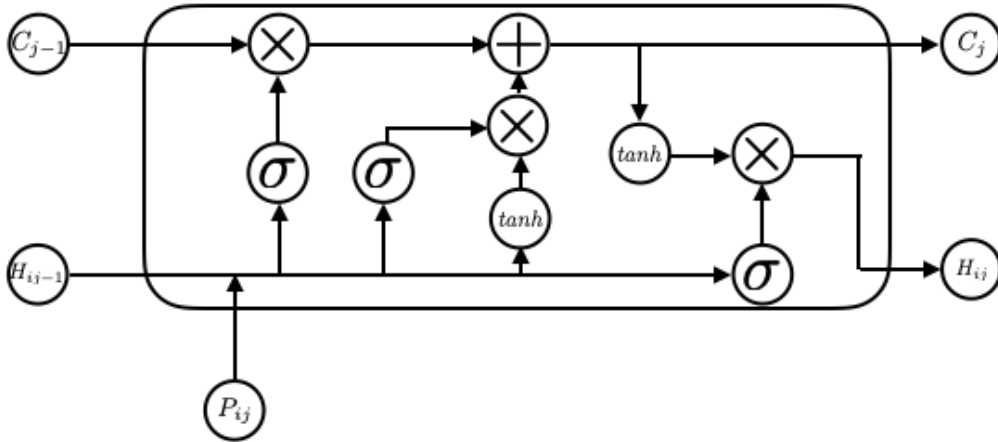 C_{j-1}
×
+
C_j
×
tanh
×
σ
σ
tanh
H_{ij-1}
σ
H_{ij}
P_{ij}